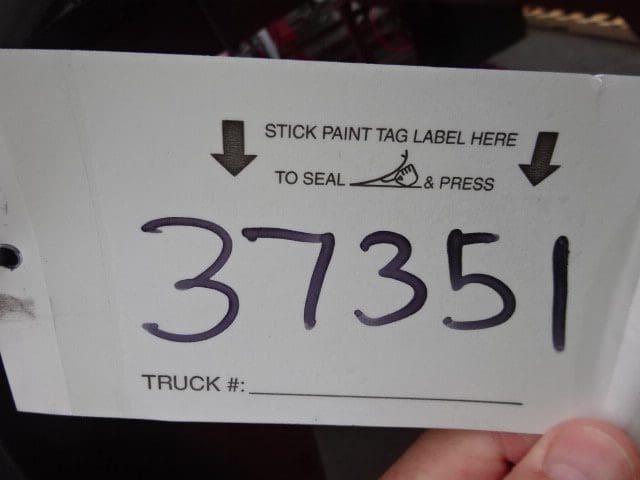 STICK PAINT TAG LABEL HERE
TO SEAL & PRESS
37351
TRUCK #: